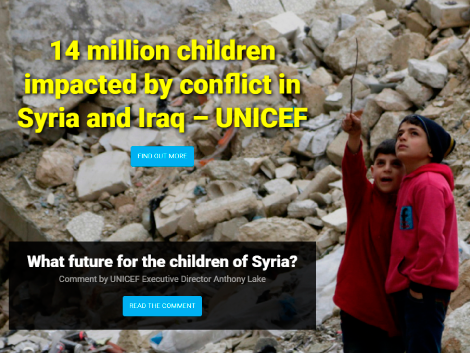 14 million children
impacted by conflict in
Syria and Iraq – UNICEF
FIND OUT MORE
What future for the children of Syria?
Comment by UNICEF Executive Director Anthony Lake
READ THE COMMENT